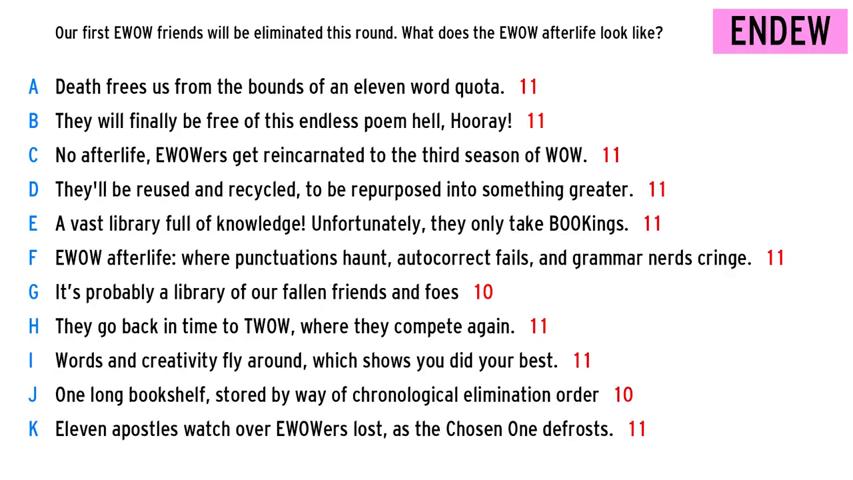 Our first EWOW friends will be eliminated this round. What does the EWOW afterlife look like?
ENDEW
A Death frees us from the bounds of an eleven word quota. 11
B They will finally be free of this endless poem hell, Hooray! 11
C No afterlife, EWOWers get reincarnated to the third season of WOW. 11
D They'll be reused and recycled, to be repurposed into something greater. 11
E A vast library full of knowledge! Unfortunately, they only take BOOKings. 11
F EWOW afterlife: where punctuations haunt, autocorrect fails, and grammar nerds cringe. 11
G It’s probably a library of our fallen friends and foes 10
H They go back in time to TWOW, where they compete again. 11
I Words and creativity fly around, which shows you did your best. 11
J One long bookshelf, stored by way of chronological elimination order 10
K Eleven apostles watch over EWOWers lost, as the Chosen One defrosts. 11